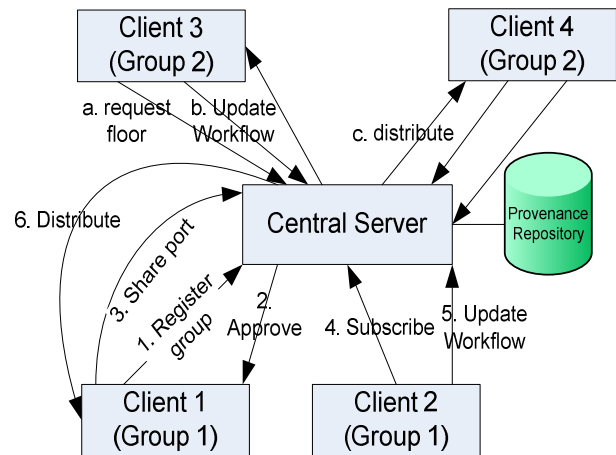 Client 3
(Group 2)
Client 4
(Group 2)
a. request
floor
b. Update
Workflow
c. distribute
6. Distribute
Central Server
Provenance
Repository
3. Share port
1. Register
group
2.
Approve
4. Subscribe
5. Update
Workflow
Client 1
(Group 1)
Client 2
(Group 1)